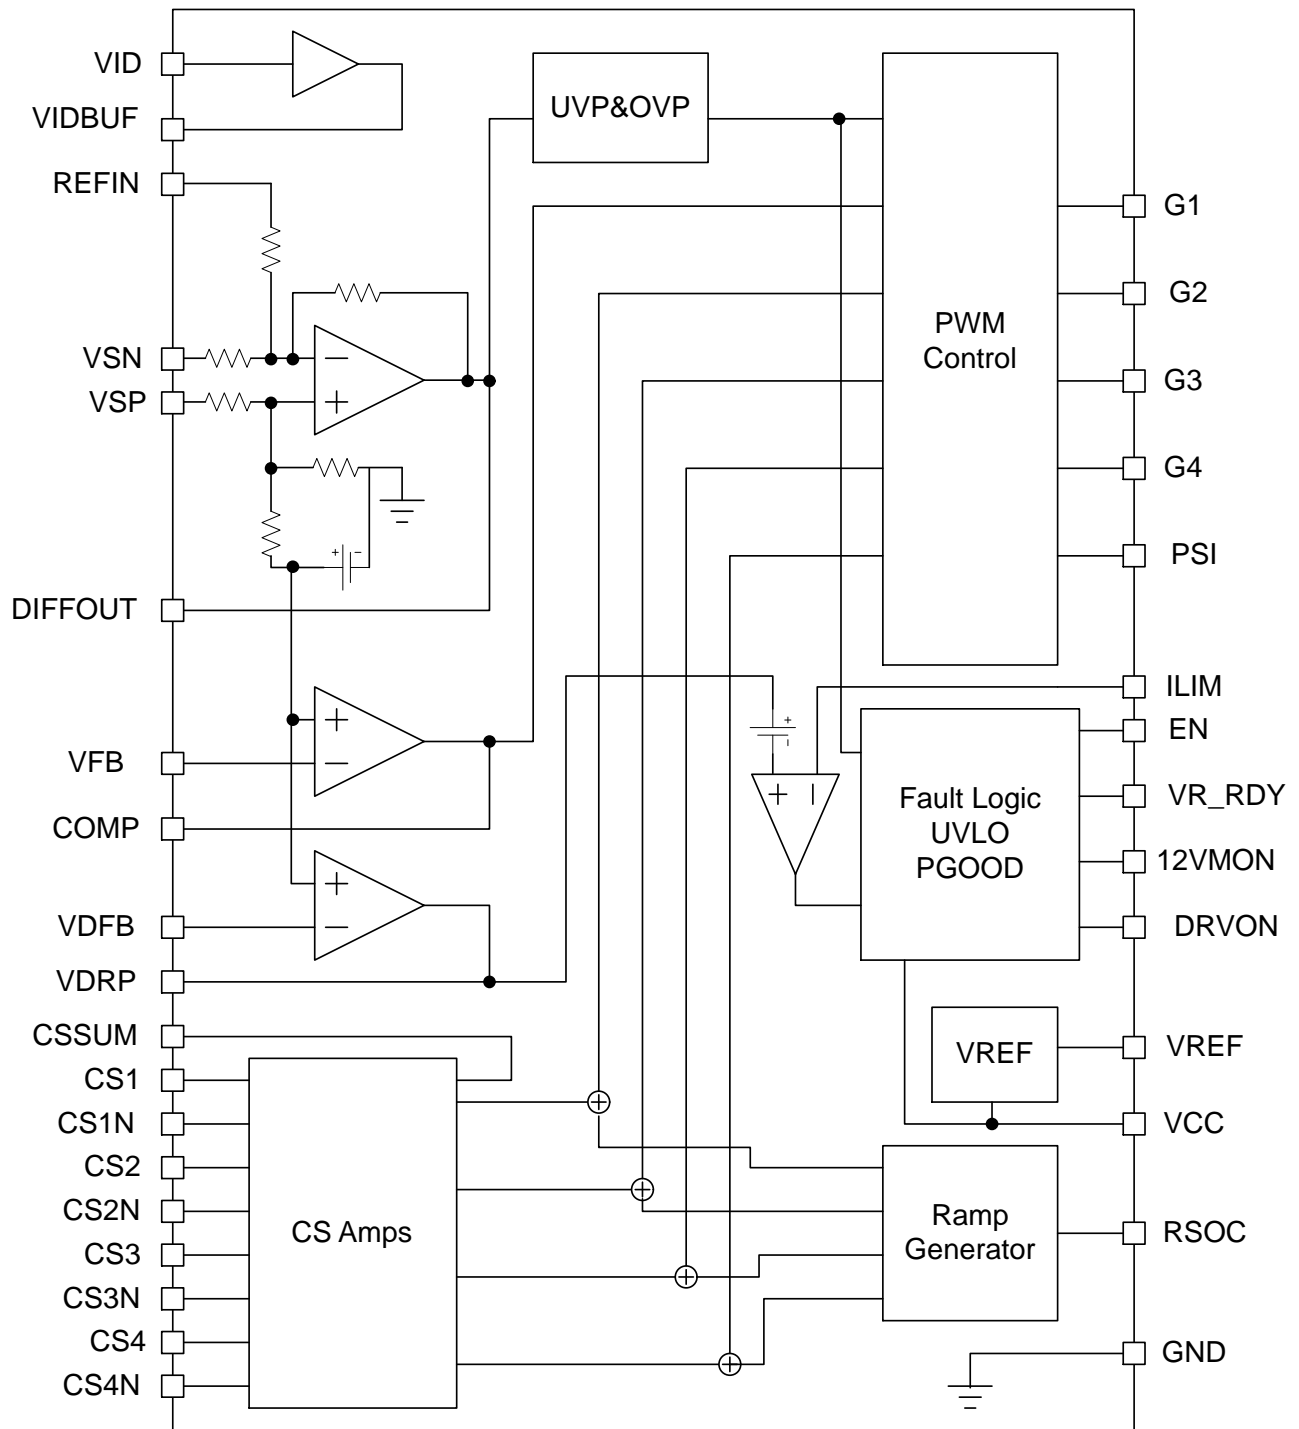 VID
VIDBUF
REFIN
VSN
VSP
DIFFOUT
VFB
COMP
VDFB
VDRP
CSSUM
CS1
CS1N
CS2
CS2N
CS3
CS3N
CS4
CS4N
UVP&OVP
PWM
Control
Fault Logic
UVLO
PGOOD
VREF
CS Amps
Ramp
Generator
G1
G2
G3
G4
PSI
ILIM
EN
VR_RDY
12VMON
DRVON
VREF
VCC
RSOC
GND